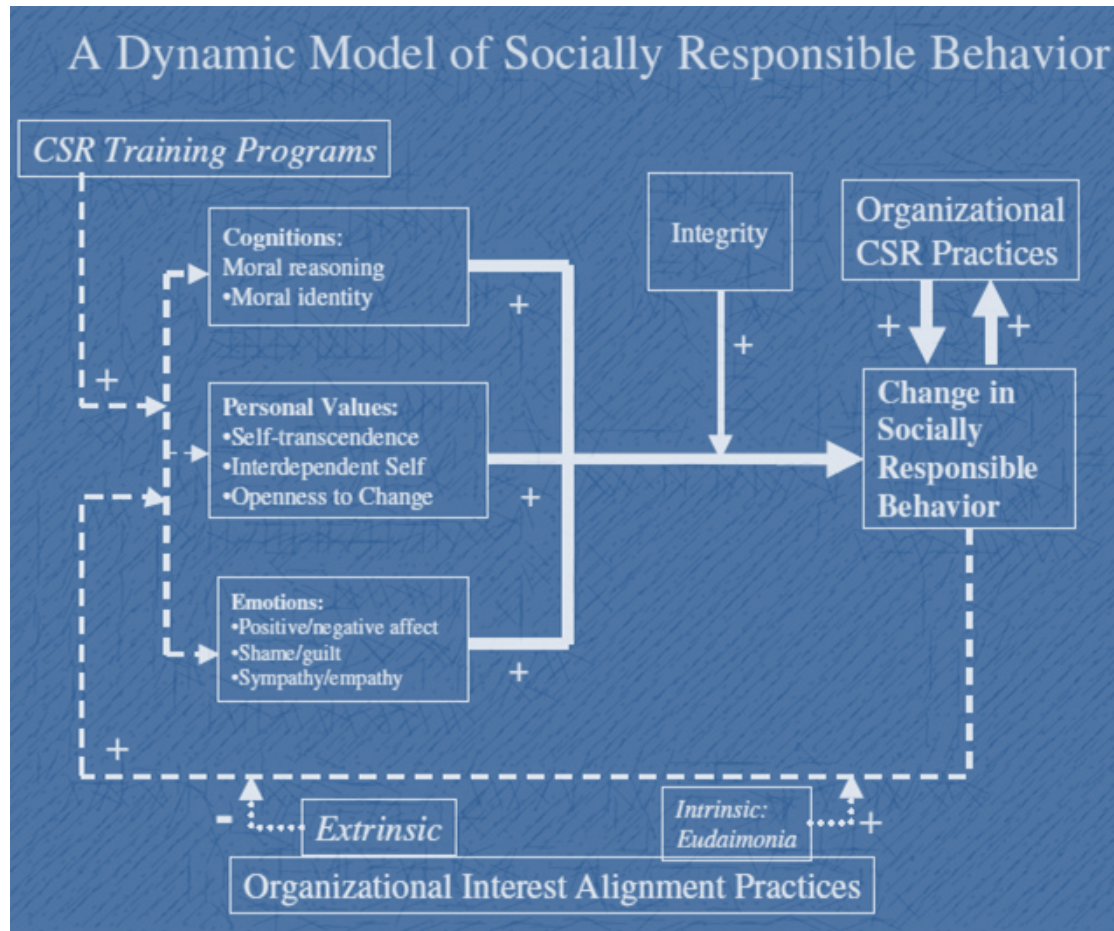 A Dynamic Model of Socially Responsible Behavior
CSR Training Programs
Cognitions:
Moral reasoning
•Moral identity
+
Integrity
+
Organizational
CSR Practices
+
+
+
Personal Values:
•Self-transcendence
•Interdependent Self
•Openness to Change
+
Change in
Socially
Responsible
Behavior
Emotions:
•Positive/negative affect
•Shame/guilt
•Sympathy/empathy
+
+
-
Extrinsic
Intrinsic:
Eudaimonia
+
Organizational Interest Alignment Practices